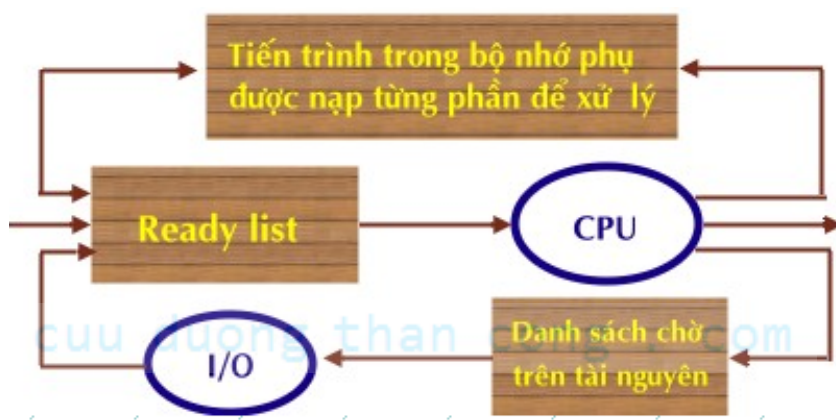 Tiến trình trong bộ nhớ phụ
được nạp từng phần để xử lý
Ready list
CPU
cuu duong than cong . com
I/O
Danh sách chờ
trên tài nguyên